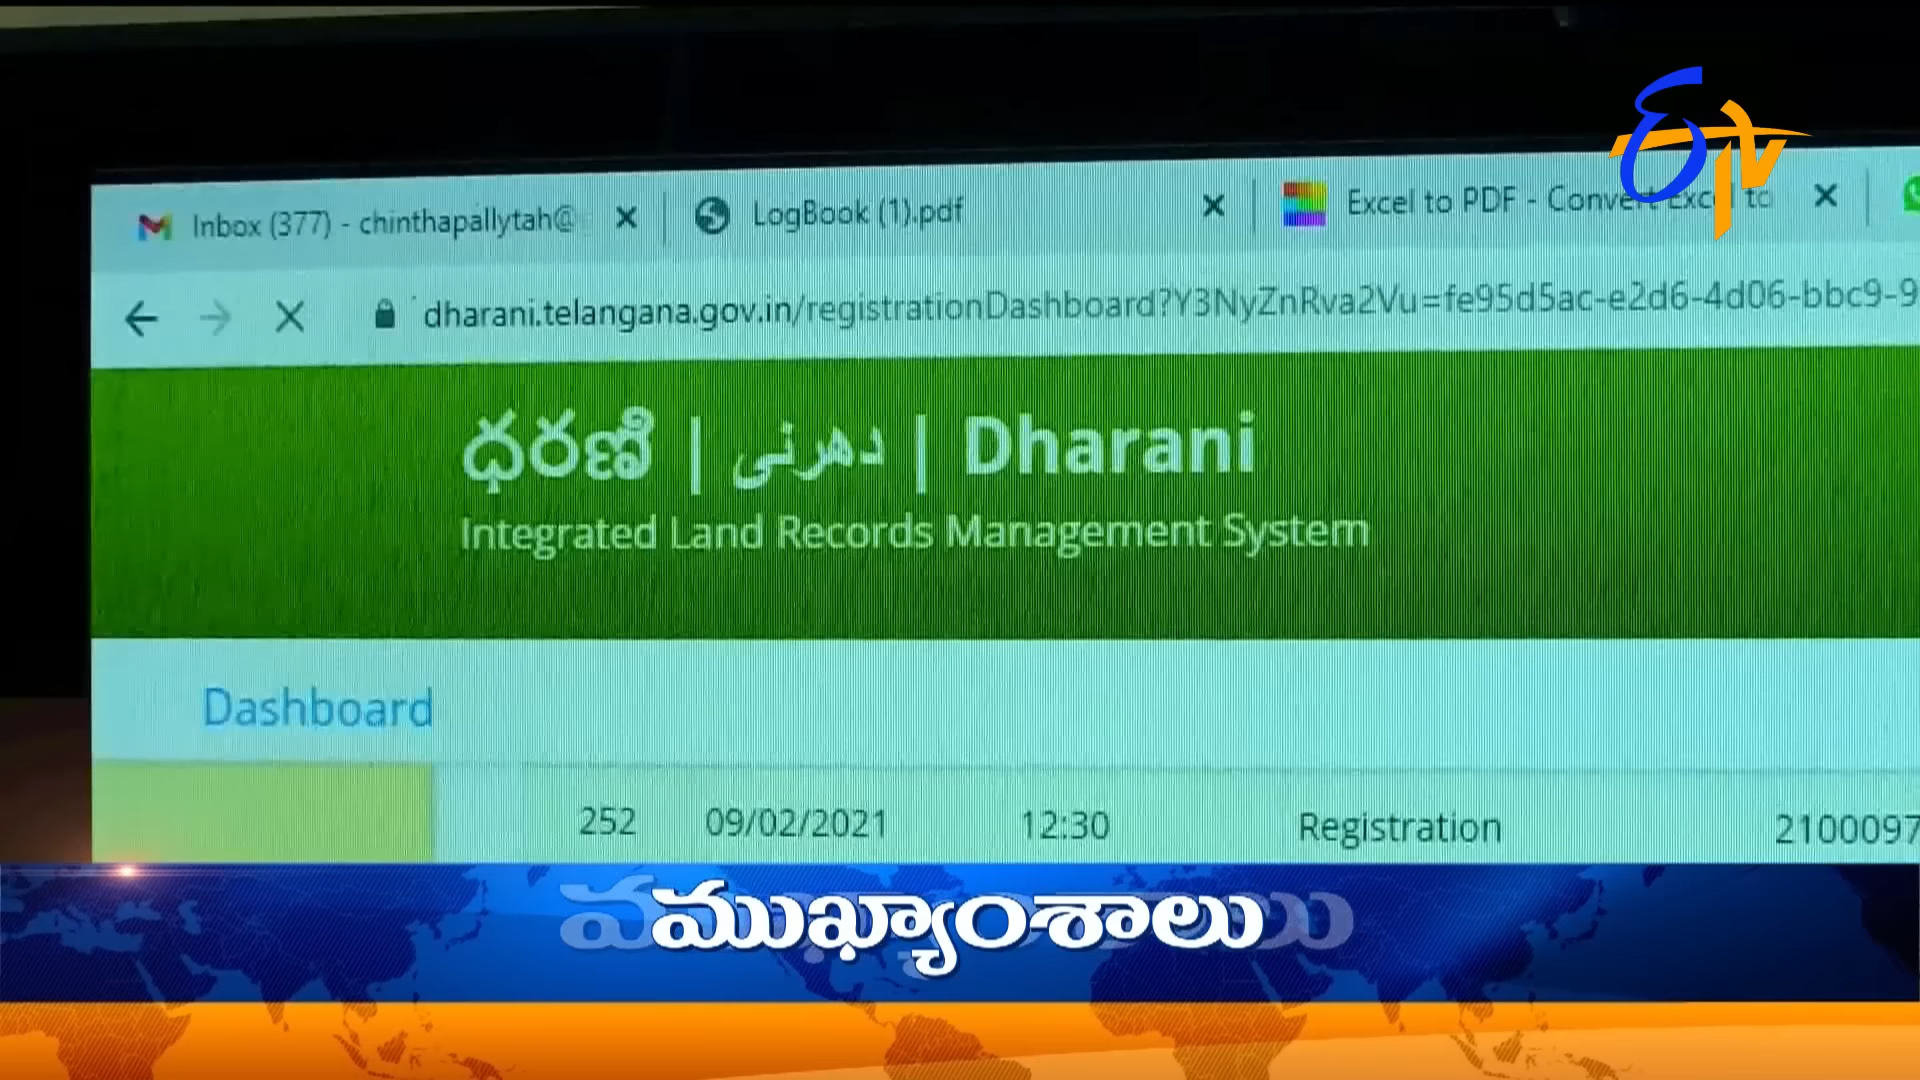 ETV
Inbox (377) - chinthapallytah@
LogBook (1).pdf
Excel to PDF - Convert Excel to
dharani.telangana.gov.in/registrationDashboard?Y3NyZnRva2Vu=fe95d5ac-e2d6-4d06-bbc9-9
ధరణి | دھرنی | Dharani
Integrated Land Records Management System
Dashboard
252 09/02/2021 12:30 Registration 2100097
ముఖ్యాంశాలు